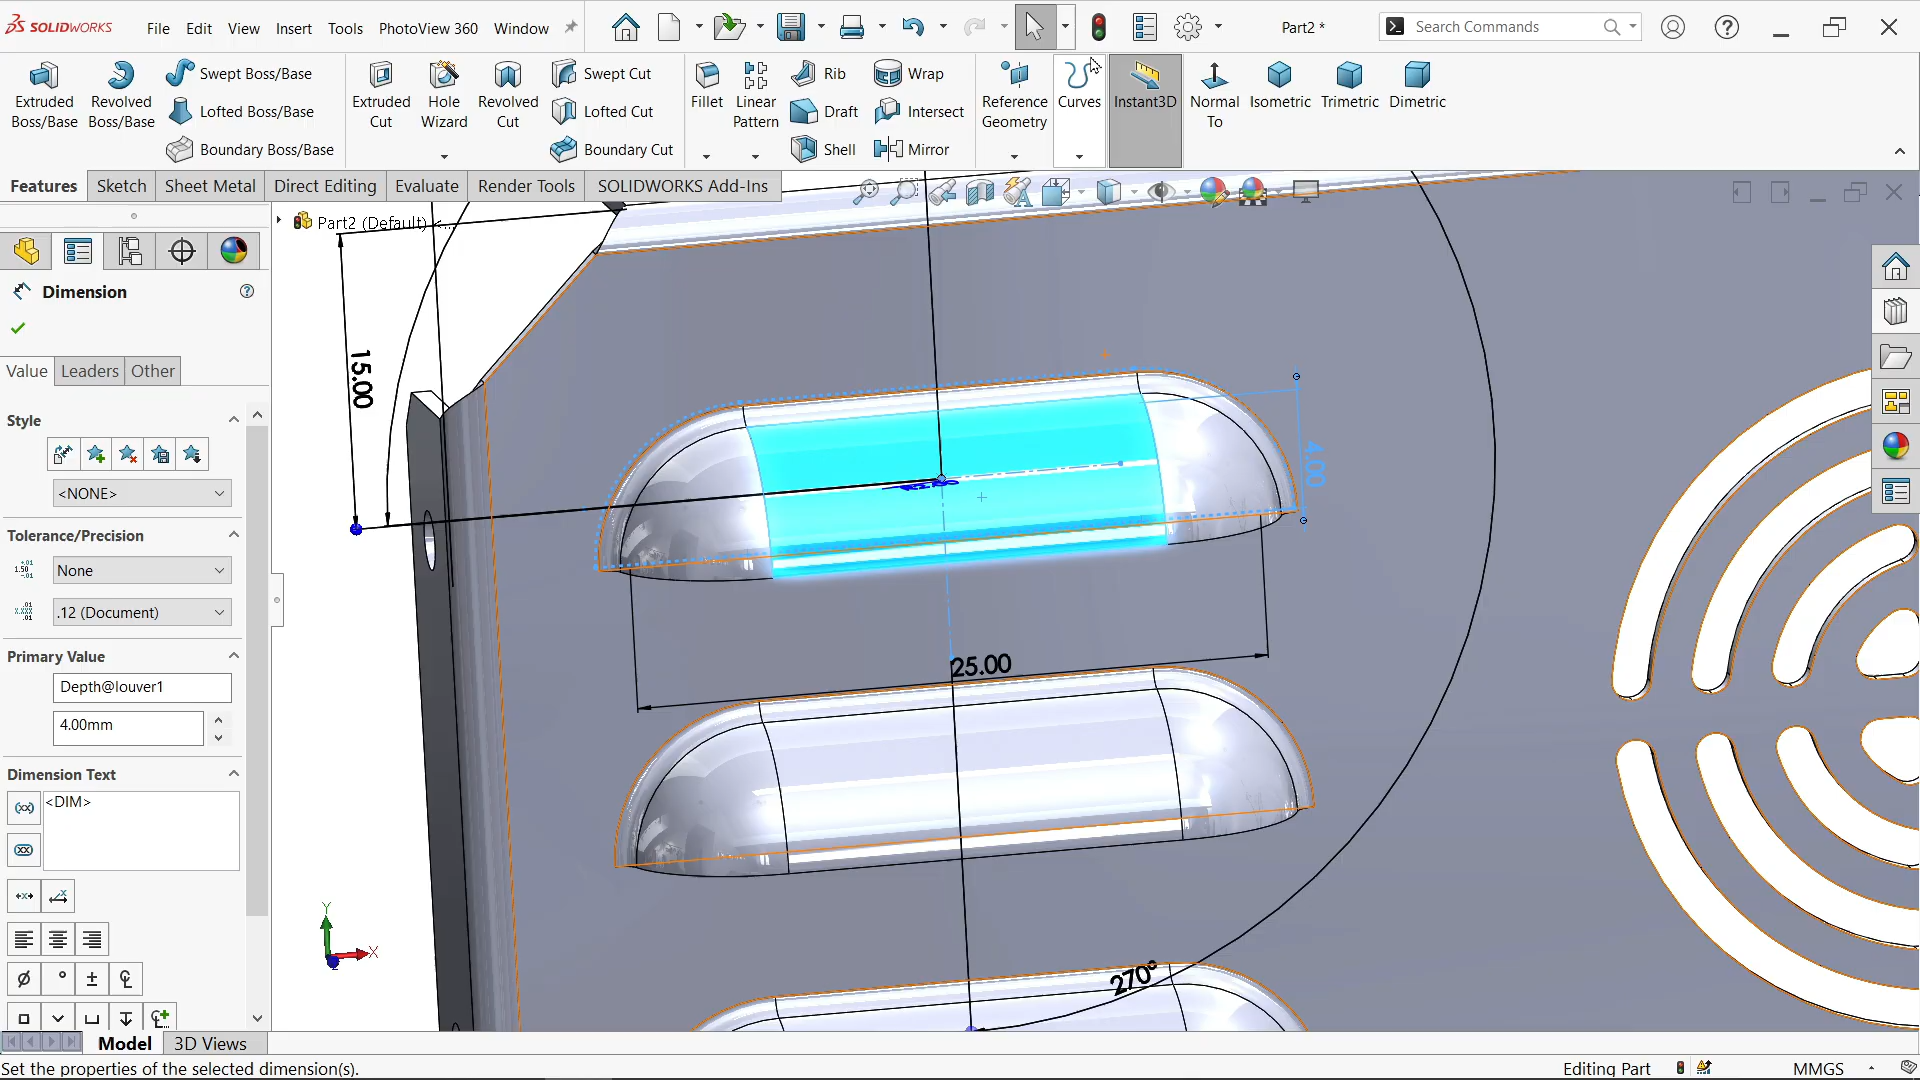 SOLIDWORKS
File Edit View Insert Tools PhotoView 360 Window
Part2 *
Search Commands
Extruded Boss/Base
Revolved Boss/Base
Swept Boss/Base
Lofted Boss/Base
Boundary Boss/Base
Extruded Cut
Hole Wizard
Revolved Cut
Swept Cut
Lofted Cut
Boundary Cut
Fillet
Linear Pattern
Rib
Draft
Shell
Wrap
Intersect
Mirror
Reference Geometry
Curves
Instant3D
Normal To
Isometric
Trimetric
Dimetric
Features Sketch Sheet Metal Direct Editing Evaluate Render Tools SOLIDWORKS Add-Ins
Part2 (Default) <...
Dimension
Value Leaders Other
Style
<NONE>
Tolerance/Precision
None
.12 (Document)
Primary Value
Depth@louver1
4.00mm
Dimension Text
<DIM>
15.00
4.00
25.00
270°
Y
X
Model 3D Views
Set the properties of the selected dimension(s).
Editing Part
MMGS